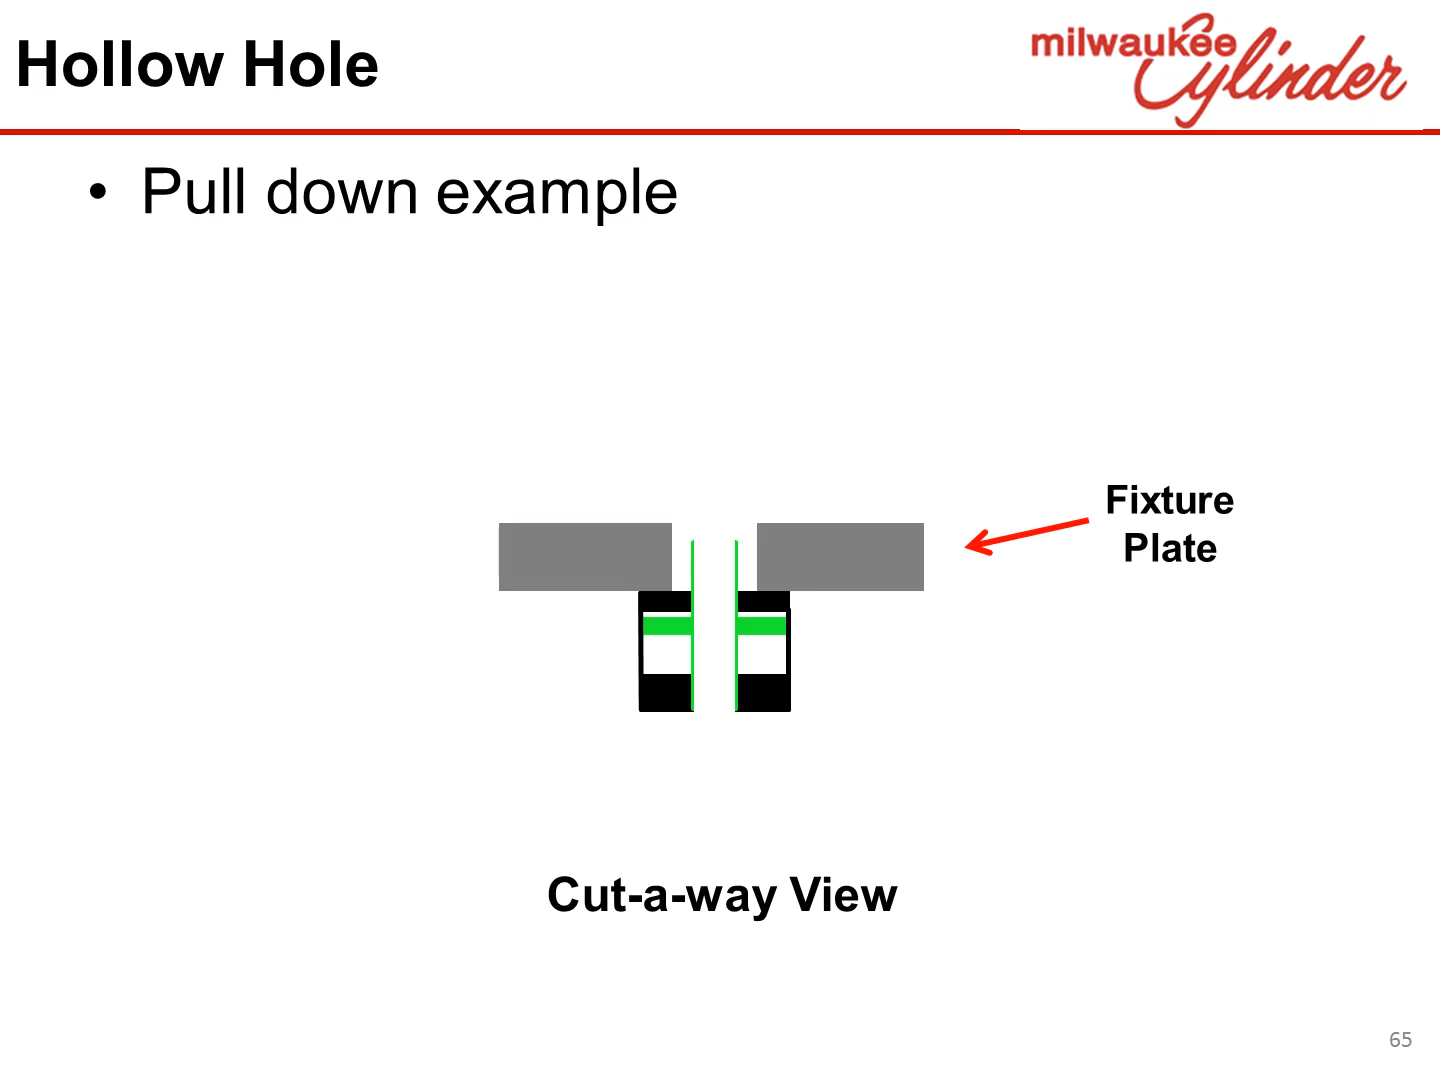 Hollow Hole
milwaukee
Cylinder
• Pull down example
Fixture
Plate
Cut-a-way View
65